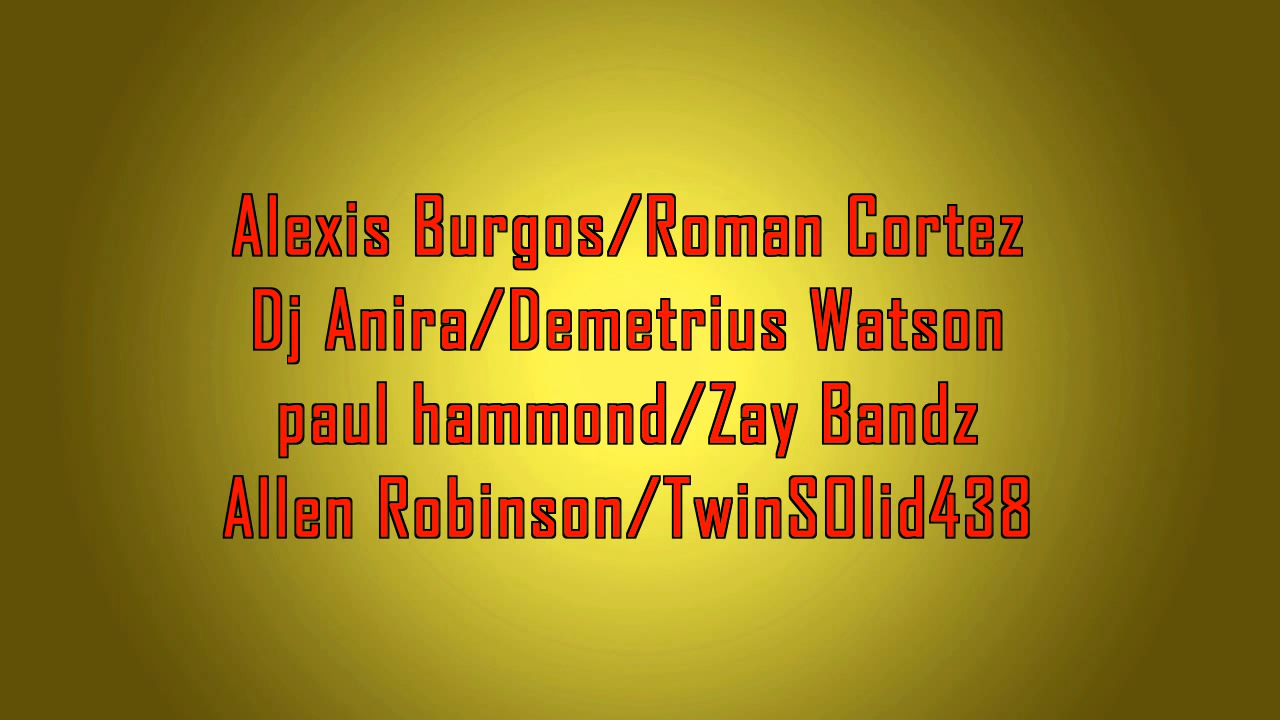 Alexis Burgos/Roman Cortez
Dj Anira/Demetrius Watson
paul hammond/Zay Bandz
Allen Robinson/TwinSOlid438